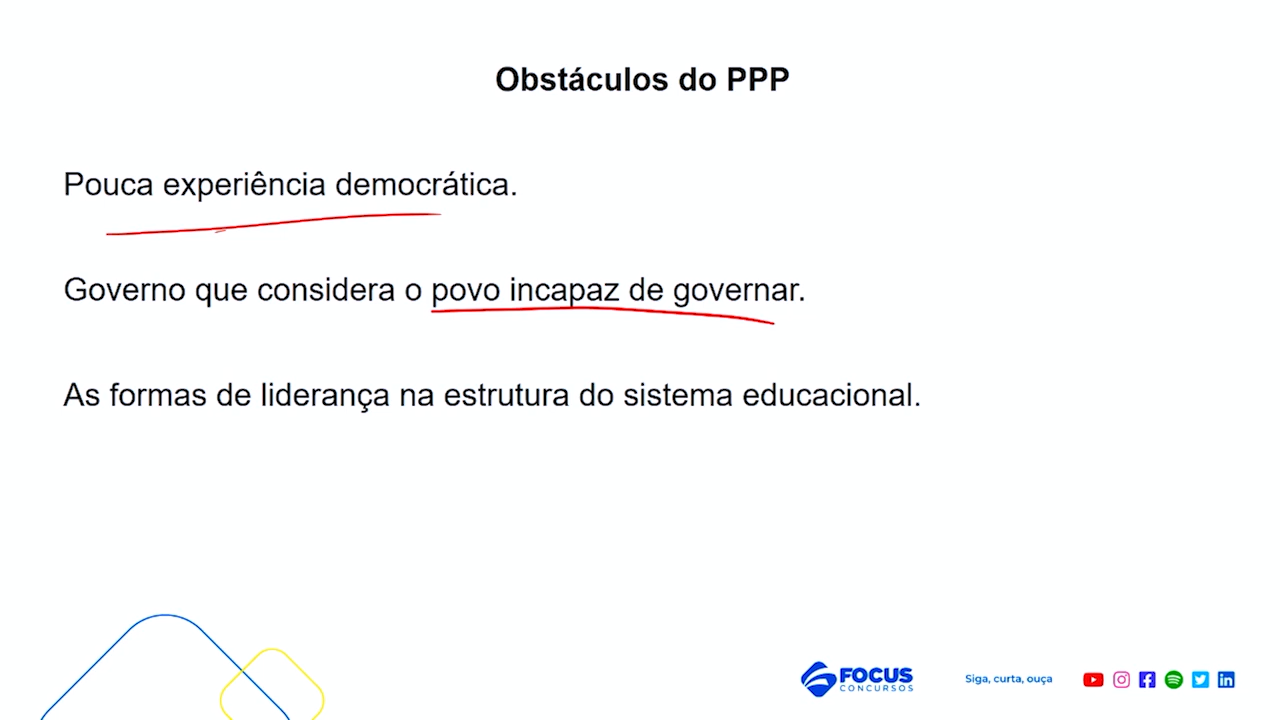 Obstáculos do PPP
Pouca experiência democrática.
Governo que considera o povo incapaz de governar.
As formas de liderança na estrutura do sistema educacional.
FOCUS
CONCURSOS
Siga, curta, ouça